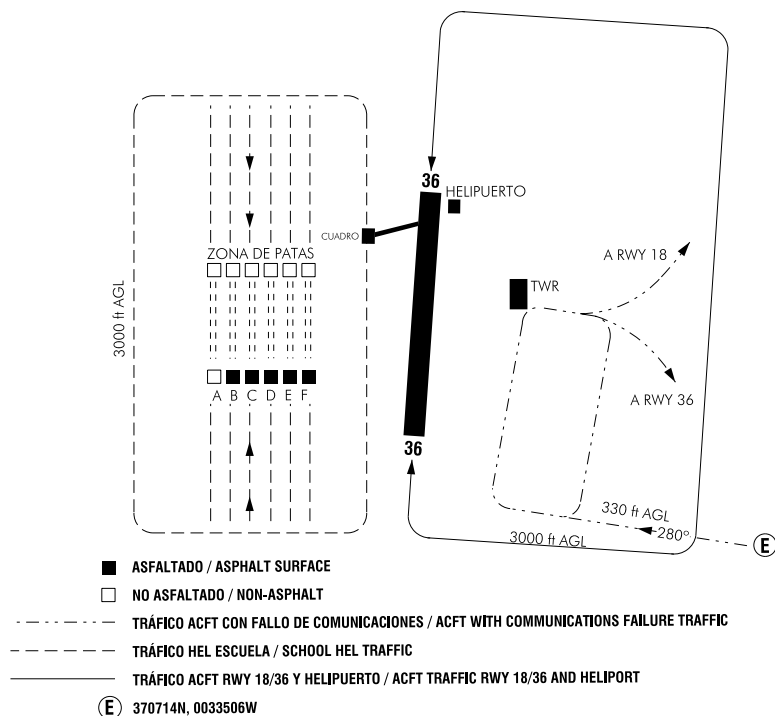 36
HELIPUERTO
CUADRO
ZONA DE PATAS
A RWY 18
TWR
3000 ft AGL
A B C D E F
A RWY 36
36
330 ft AGL
280°
3000 ft AGL
E
ASFALTADO / ASPHALT SURFACE
NO ASFALTADO / NON-ASPHALT
TRÁFICO ACFT CON FALLO DE COMUNICACIONES / ACFT WITH COMMUNICATIONS FAILURE TRAFFIC
TRÁFICO HEL ESCUELA / SCHOOL HEL TRAFFIC
TRÁFICO ACFT RWY 18/36 Y HELIPUERTO / ACFT TRAFFIC RWY 18/36 AND HELIPORT
E 370714N, 0033506W